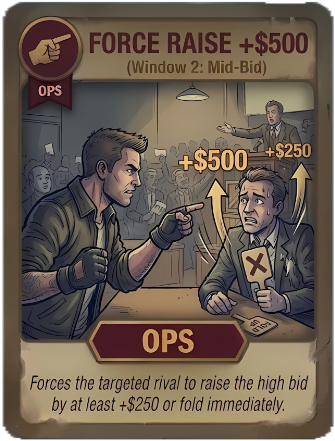 FORCE RAISE +$500
(Window 2: Mid-Bid)
OPS
+$500
+$250
X
OPS
Forces the targeted rival to raise the high bid
by at least +$250 or fold immediately.